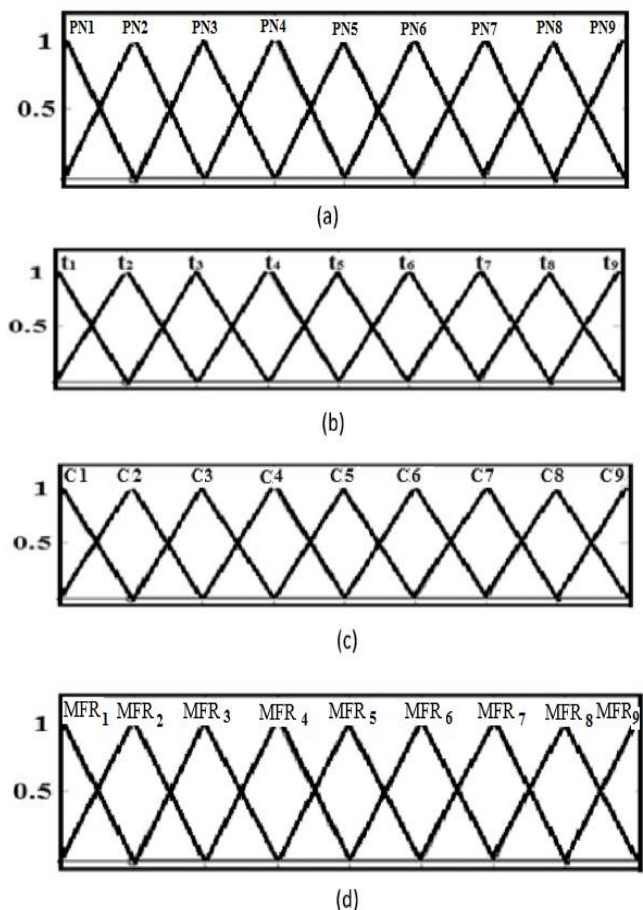 PN1 PN2 PN3 PN4 PN5 PN6 PN7 PN8 PN9
1
0.5
(a)
t₁ t₂ t₃ t₄ t₅ t₆ t₇ t₈ t₉
1
0.5
(b)
C1 C2 C3 C4 C5 C6 C7 C8 C9
1
0.5
(c)
MFR₁ MFR₂ MFR₃ MFR₄ MFR₅ MFR₆ MFR₇ MFR₈ MFR₉
1
0.5
(d)